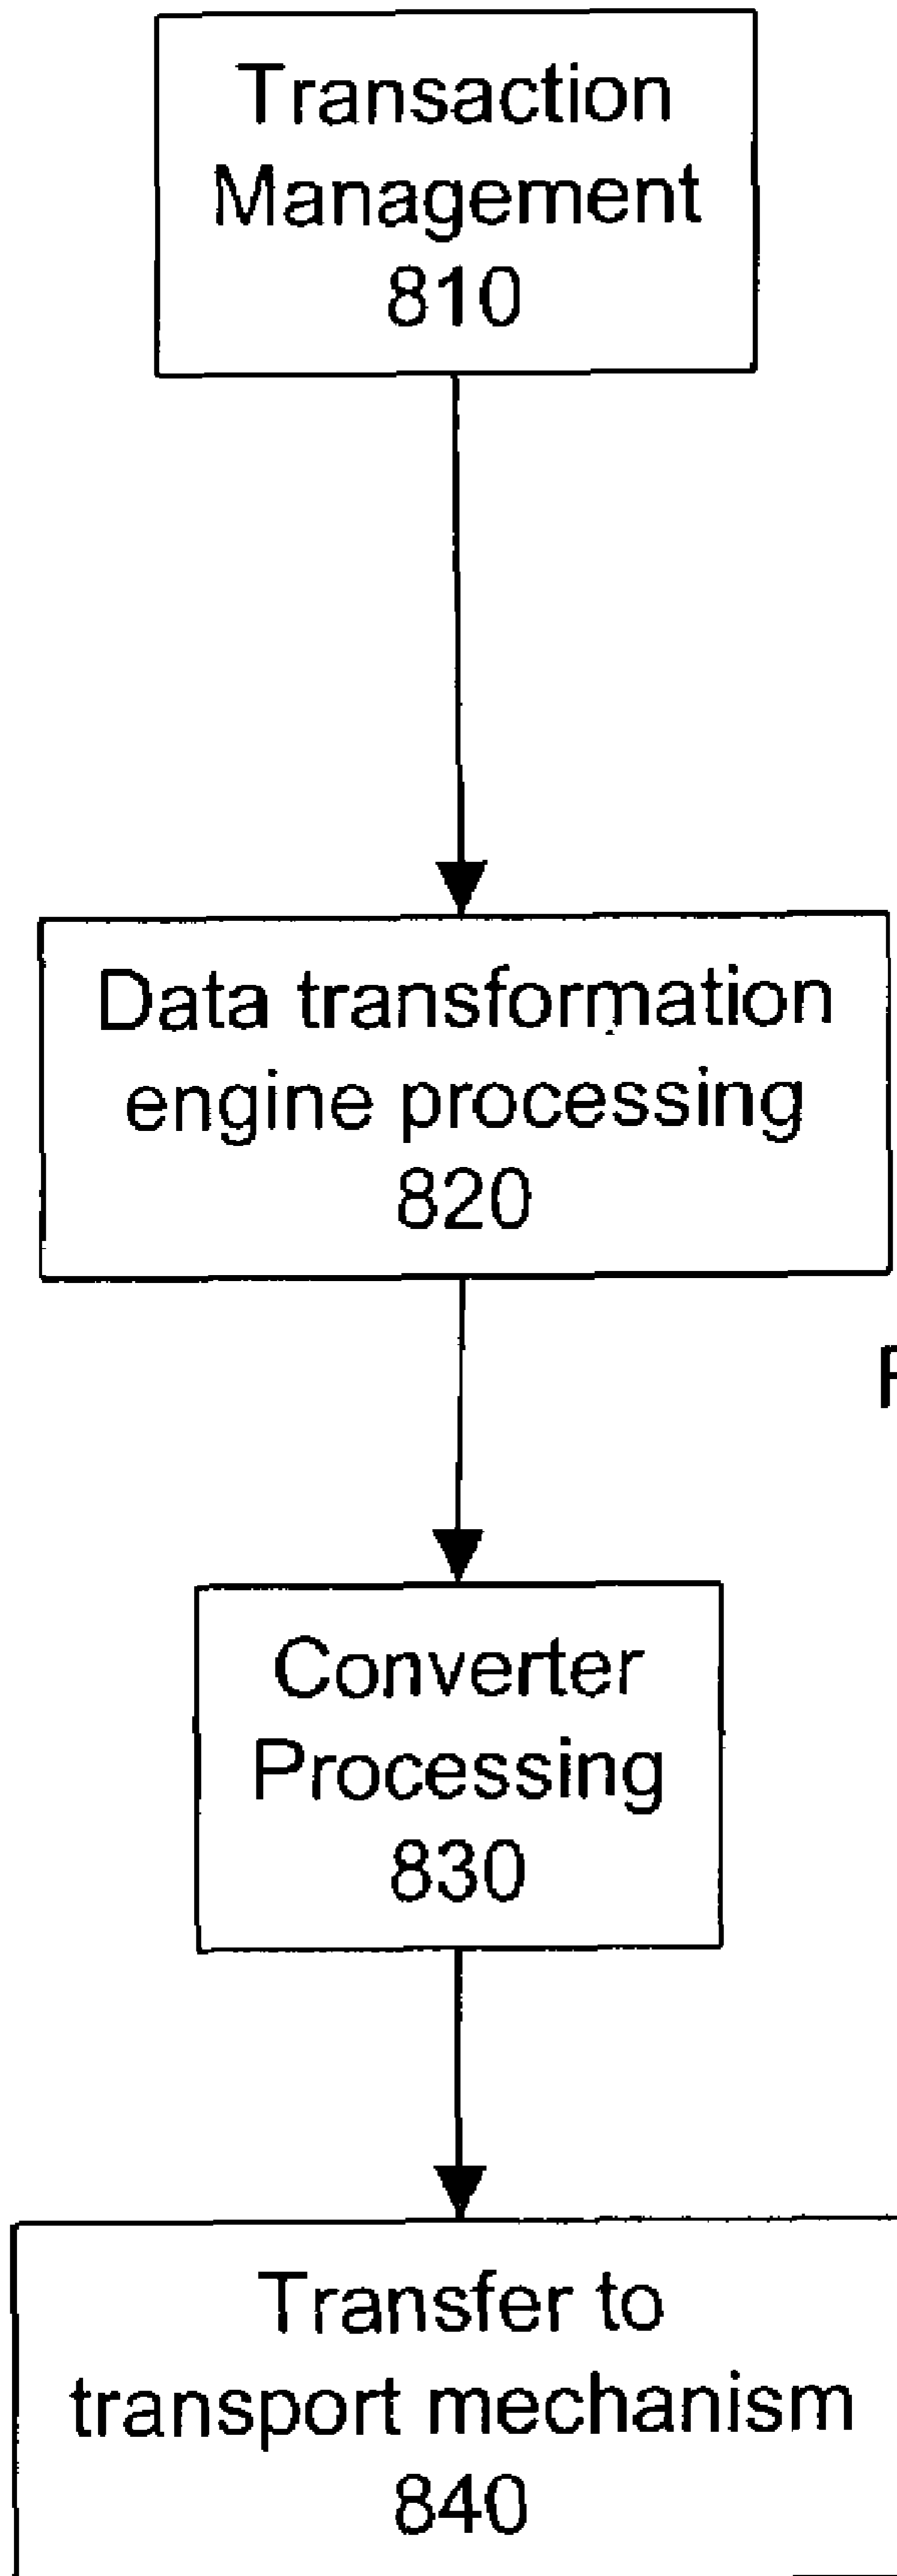 Transaction
Management
810
Data transformation
engine processing
820
Converter
Processing
830
Transfer to
transport mechanism
840